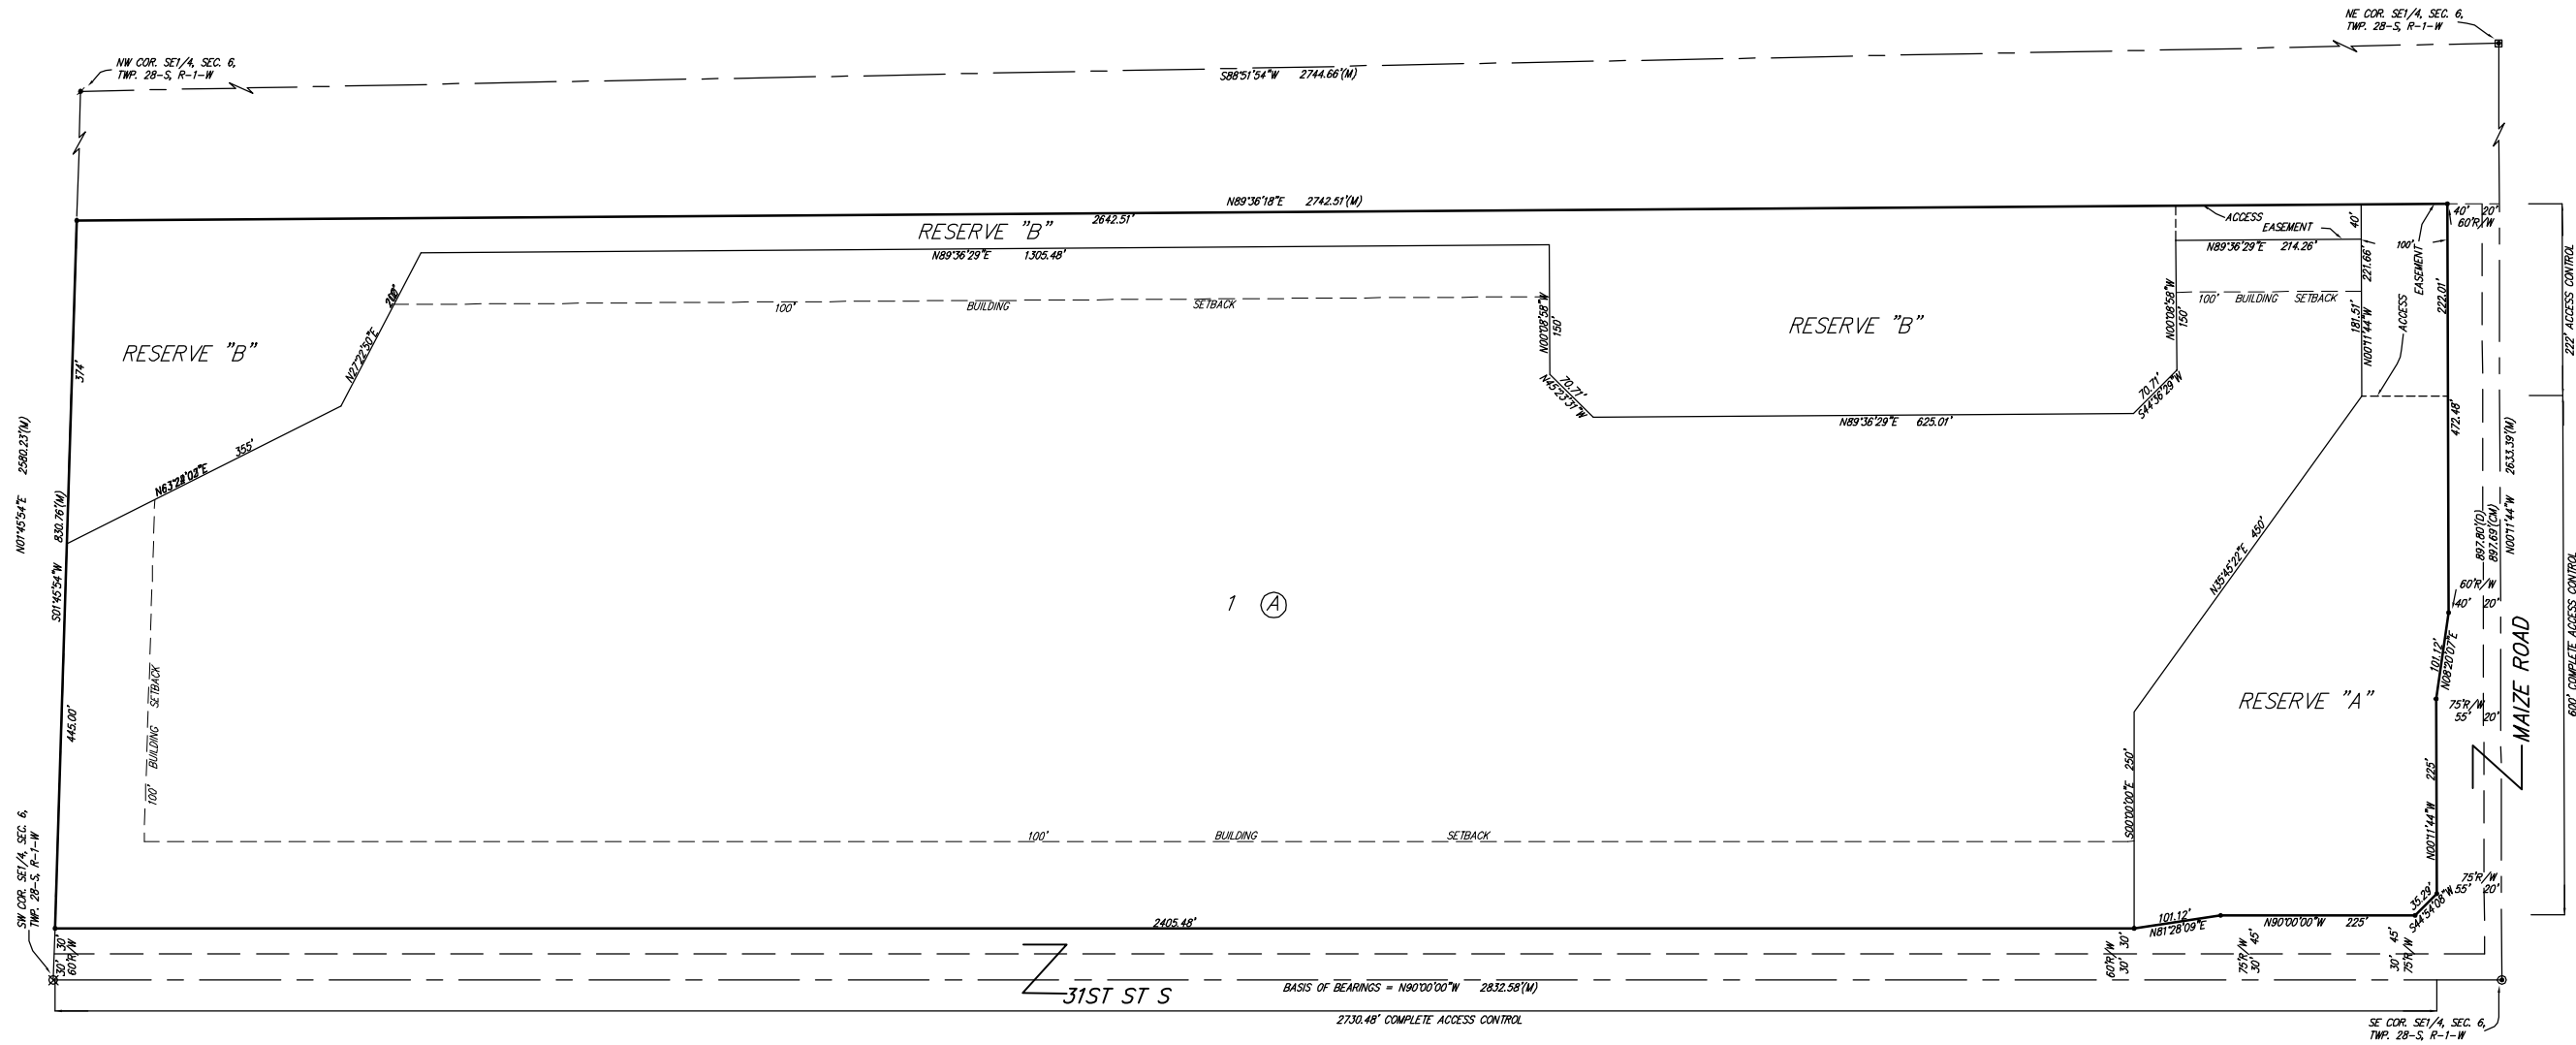 NE COR. SE1/4, SEC. 6,
TWP. 28-S, R-1-W
NW COR. SE1/4, SEC. 6,
TWP. 28-S, R-1-W
S88°51'54"W 2744.66'(M)
N89°36'18"E 2742.51'(M)
2642.51'
RESERVE "B"
N89°36'29"E 1305.48'
100' BUILDING SETBACK
200'
N27°22'50"E
RESERVE "B"
374'
355'
N01°45'54"E 2580.23'(M)
S01°45'54"W 830.76'(M)
445.00'
100' BUILDING SETBACK
N00°08'58"W
150'
70.71'
N45°23'31"W
RESERVE "B"
N89°36'29"E 625.01'
70.71'
S44°36'29"W
N00°08'58"W
150'
ACCESS
EASEMENT
40'
N89°36'29"E 214.26'
100' BUILDING SETBACK
221.66'
181.51'
N00°11'44"W
100'
EASEMENT
ACCESS
222.01'
40' 20'
60'R/W
222' ACCESS CONTROL
472.48'
2633.39'(M)
N00°11'44"W
897.80'(D)
897.69'(CM)
60'R/W
40' 20'
600' COMPLETE ACCESS CONTROL
N35°45'22"E 450'
1 A
101.12'
N08°20'07"E
RESERVE "A"
75'R/W
55' 20'
MAIZE ROAD
S00°00'00"E 250'
225'
N00°11'44"W
75'R/W
55' 20'
35.29'
S44°54'08"W
100' BUILDING SETBACK
SW COR. SE1/4, SEC. 6,
TWP. 28-S, R-1-W
2405.48'
101.12'
N81°28'09"E
N90°00'00"W 225'
30' 30'
60'R/W
60'R/W
30' 30'
75'R/W
30' 45'
30' 45'
75'R/W
31ST ST S
BASIS OF BEARINGS = N90°00'00"W 2832.58'(M)
2730.48' COMPLETE ACCESS CONTROL
SE COR. SE1/4, SEC. 6,
TWP. 28-S, R-1-W